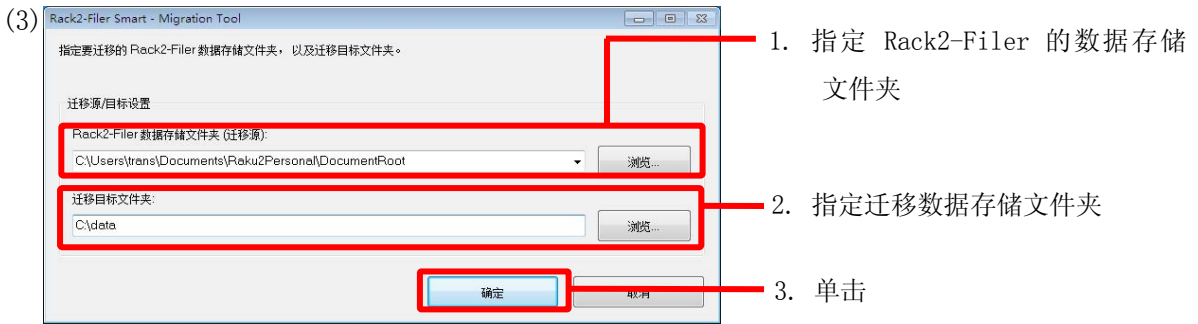 (3)
Rack2-Filer Smart - Migration Tool
指定要迁移的 Rack2-Filer 数据存储文件夹， 以及迁移目标文件夹。
迁移源/目标设置
Rack2-Filer 数据存储文件夹 (迁移源):
C:\Users\trans\Documents\Raku2Personal\DocumentRoot
浏览...
迁移目标文件夹:
C:\data
浏览...
确定
取消
1. 指定 Rack2-Filer 的数据存储
文件夹
2. 指定迁移数据存储文件夹
3. 单击